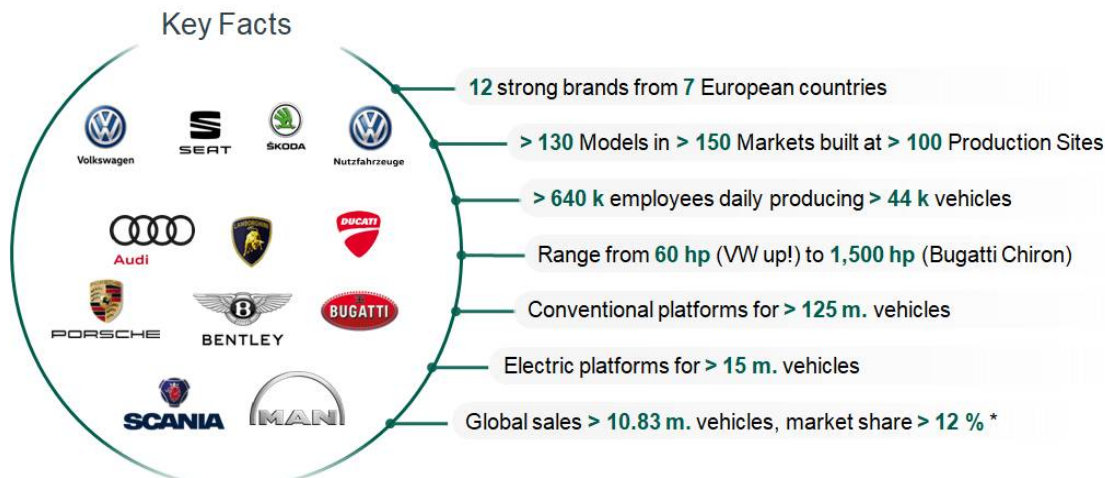 Key Facts
12 strong brands from 7 European countries
Volkswagen
SEAT
ŠKODA
Nutzfahrzeuge
> 130 Models in > 150 Markets built at > 100 Production Sites
> 640 k employees daily producing > 44 k vehicles
Audi
LAMBORGHINI
DUCATI
Range from 60 hp (VW up!) to 1,500 hp (Bugatti Chiron)
PORSCHE
BENTLEY
BUGATTI
Conventional platforms for > 125 m. vehicles
Electric platforms for > 15 m. vehicles
SCANIA
MAN
Global sales > 10.83 m. vehicles, market share > 12 % *